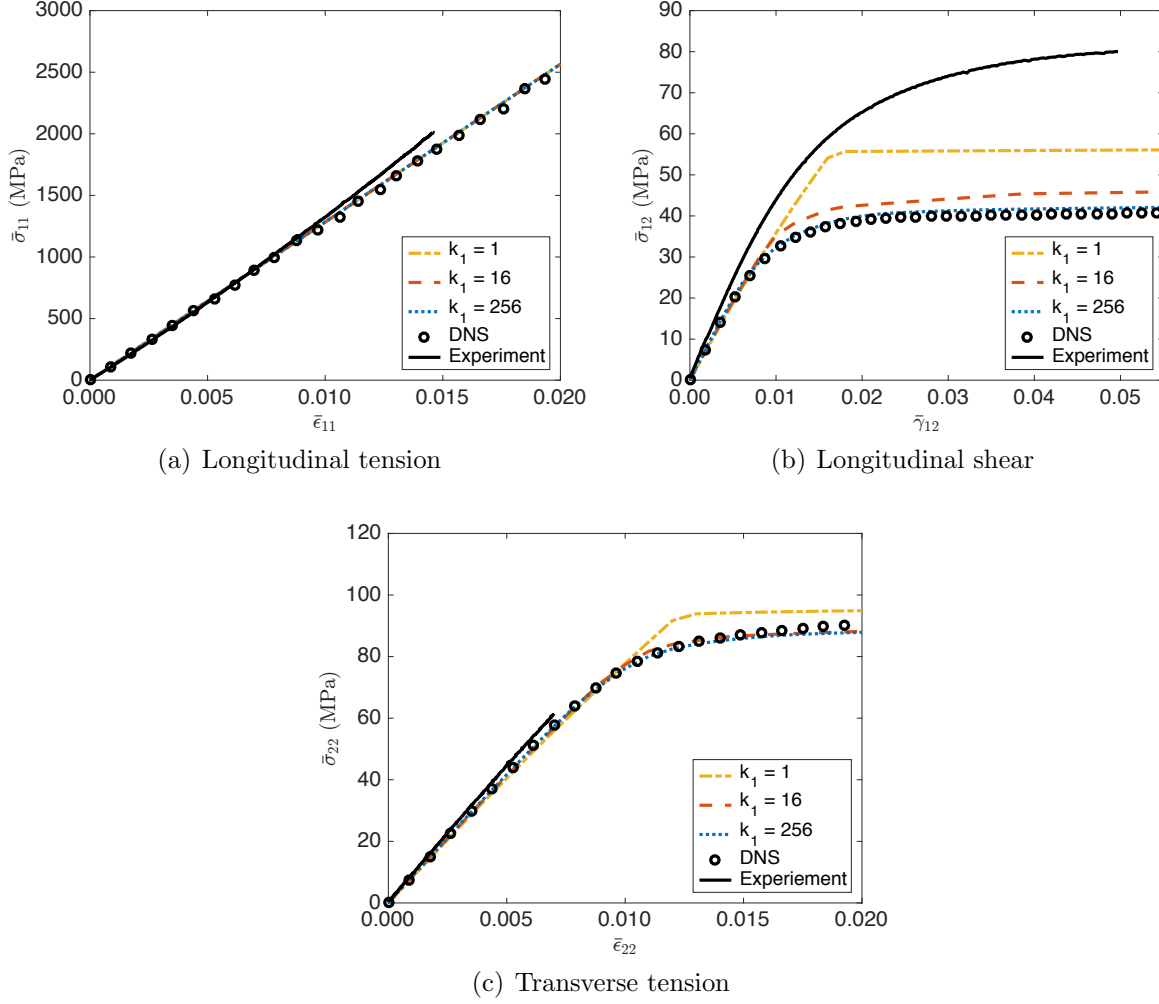 3000
2500
2000
1500
1000
500
0
σ̄₁₁ (MPa)
0.000 0.005 0.010 0.015 0.020
ε̄₁₁
k₁ = 1
k₁ = 16
k₁ = 256
DNS
Experiment
(a) Longitudinal tension
90
80
70
60
50
40
30
20
10
0
σ̄₁₂ (MPa)
0.00 0.01 0.02 0.03 0.04 0.05
γ̄₁₂
k₁ = 1
k₁ = 16
k₁ = 256
DNS
Experiment
(b) Longitudinal shear
120
100
80
60
40
20
0
σ̄₂₂ (MPa)
0.000 0.005 0.010 0.015 0.020
ε̄₂₂
k₁ = 1
k₁ = 16
k₁ = 256
DNS
Experiement
(c) Transverse tension